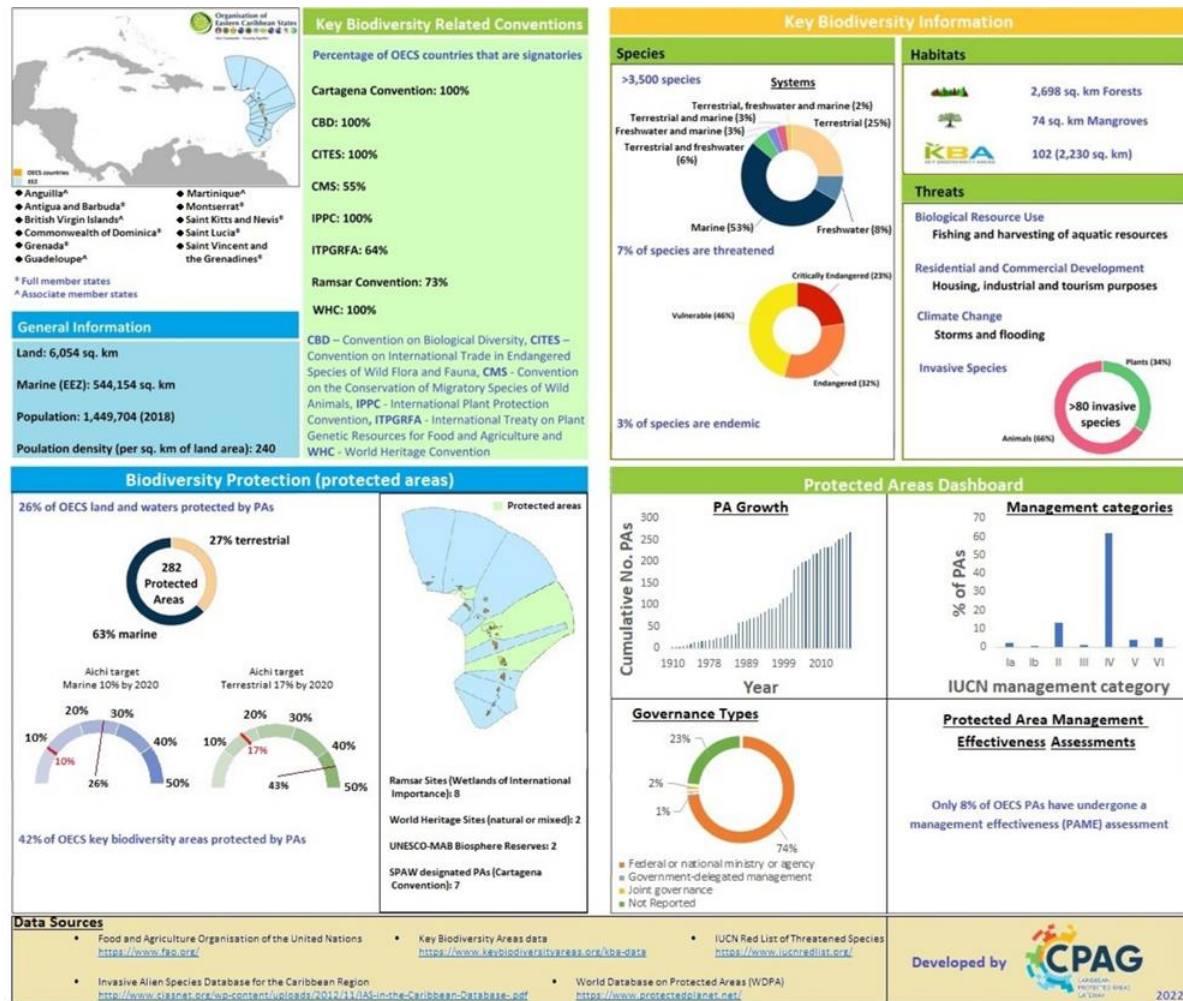 Organisation of
Eastern Caribbean States
OECS countries
EEZ
◆ Anguilla^
◆ Antigua and Barbuda*
◆ British Virgin Islands^
◆ Commonwealth of Dominica*
◆ Grenada*
◆ Guadeloupe^
◆ Martinique^
◆ Montserrat*
◆ Saint Kitts and Nevis*
◆ Saint Lucia*
◆ Saint Vincent and
the Grenadines*
* Full member states
^ Associate member states
General Information
Land: 6,054 sq. km
Marine (EEZ): 544,154 sq. km
Population: 1,449,704 (2018)
Poulation density (per sq. km of land area): 240
Key Biodiversity Related Conventions
Percentage of OECS countries that are signatories
Cartagena Convention: 100%
CBD: 100%
CITES: 100%
CMS: 55%
IPPC: 100%
ITPGRFA: 64%
Ramsar Convention: 73%
WHC: 100%
CBD – Convention on Biological Diversity, CITES –
Convention on International Trade in Endangered
Species of Wild Flora and Fauna, CMS - Convention
on the Conservation of Migratory Species of Wild
Animals, IPPC - International Plant Protection
Convention, ITPGRFA - International Treaty on Plant
Genetic Resources for Food and Agriculture and
WHC - World Heritage Convention
Key Biodiversity Information
Species
>3,500 species
Systems
Terrestrial, freshwater and marine (2%)
Terrestrial and marine (3%)
Freshwater and marine (3%)
Terrestrial and freshwater
(6%)
Terrestrial (25%)
Marine (53%)
Freshwater (8%)
7% of species are threatened
Critically Endangered (23%)
Vulnerable (46%)
Endangered (32%)
3% of species are endemic
Habitats
2,698 sq. km Forests
74 sq. km Mangroves
KBA
KEY BIODIVERSITY AREAS
102 (2,230 sq. km)
Threats
Biological Resource Use
Fishing and harvesting of aquatic resources
Residential and Commercial Development
Housing, industrial and tourism purposes
Climate Change
Storms and flooding
Invasive Species
Plants (34%)
>80 invasive
species
Animals (66%)
Biodiversity Protection (protected areas)
26% of OECS land and waters protected by PAs
27% terrestrial
282
Protected
Areas
63% marine
Aichi target
Marine 10% by 2020
10%
20%
30%
40%
50%
10%
26%
Aichi target
Terrestrial 17% by 2020
10%
20%
30%
40%
50%
17%
43%
42% of OECS key biodiversity areas protected by PAs
Protected areas
Ramsar Sites (Wetlands of International
Importance): 8
World Heritage Sites (natural or mixed): 2
UNESCO-MAB Biosphere Reserves: 2
SPAW designated PAs (Cartagena
Convention): 7
Protected Areas Dashboard
PA Growth
Cumulative No. PAs
300
250
200
150
100
50
0
1910 1978 1989 1999 2010
Year
Management categories
% of PAs
70
60
50
40
30
20
10
0
Ia Ib II III IV V VI
IUCN management category
Governance Types
23%
2%
1%
74%
Federal or national ministry or agency
Government-delegated management
Joint governance
Not Reported
Protected Area Management
Effectiveness Assessments
Only 8% of OECS PAs have undergone a
management effectiveness (PAME) assessment
Data Sources
• Food and Agriculture Organisation of the United Nations
https://www.fao.org/
• Key Biodiversity Areas data
https://www.keybiodiversityareas.org/kba-data
• IUCN Red List of Threatened Species
https://www.iucnredlist.org/
• Invasive Alien Species Database for the Caribbean Region
http://www.ciasnet.org/wp-content/uploads/2012/11/IAS-in-the-Caribbean-Database-.pdf
• World Database on Protected Areas (WDPA)
https://www.protectedplanet.net/
Developed by
CPAG
CARIBBEAN
PROTECTED AREAS
GATEWAY
2022